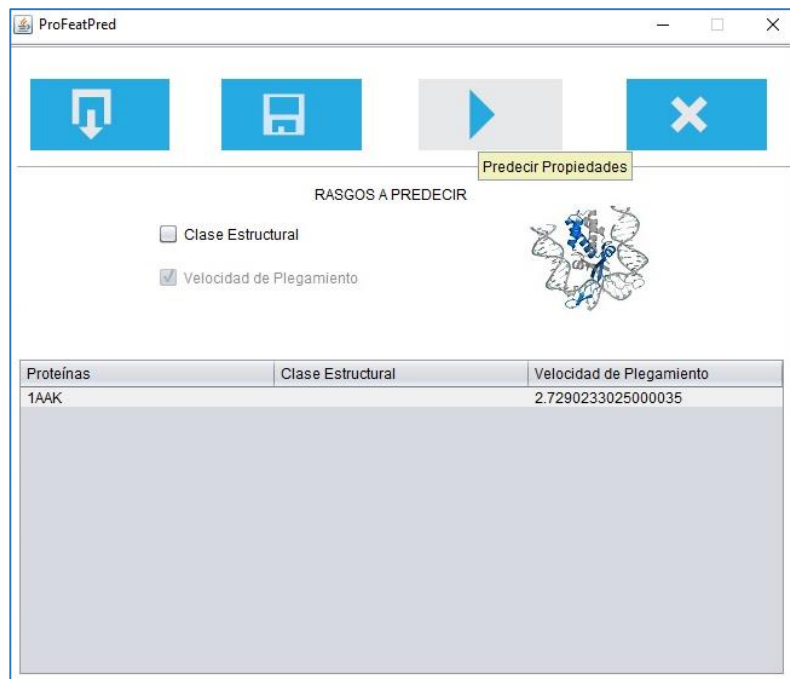 ProFeatPred
Predecir Propiedades
RASGOS A PREDECIR
Clase Estructural
Velocidad de Plegamiento
Proteínas Clase Estructural Velocidad de Plegamiento
1AAK 2.7290233025000035